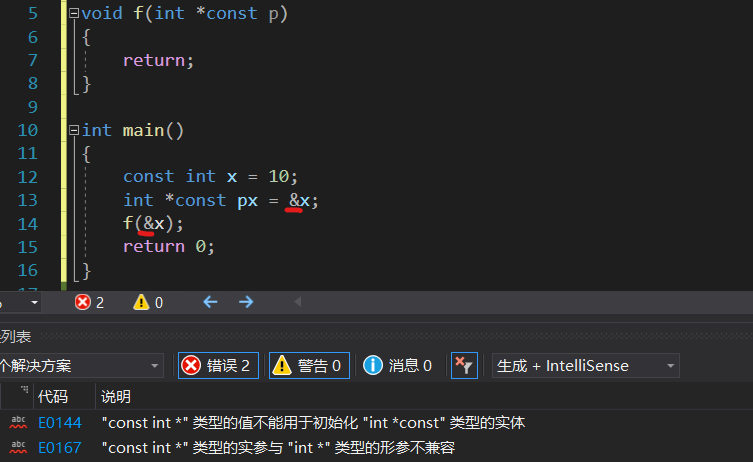 5 void f(int *const p)
6 {
7 return;
8 }
9
10 int main()
11 {
12 const int x = 10;
13 int *const px = &x;
14 f(&x);
15 return 0;
16 }
2 0
列表
个解决方案 错误 2 警告 0 消息 0 生成 + IntelliSense
代码 说明
abc E0144 "const int *" 类型的值不能用于初始化 "int *const" 类型的实体
abc E0167 "const int *" 类型的实参与 "int *" 类型的形参不兼容